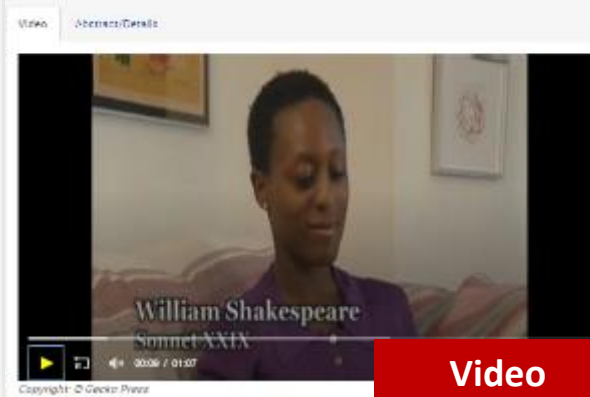 Video Abstract/Details
William Shakespeare
Sonnet XXIX
00:09 / 01:07
Video
Copyright: © Gecko Press